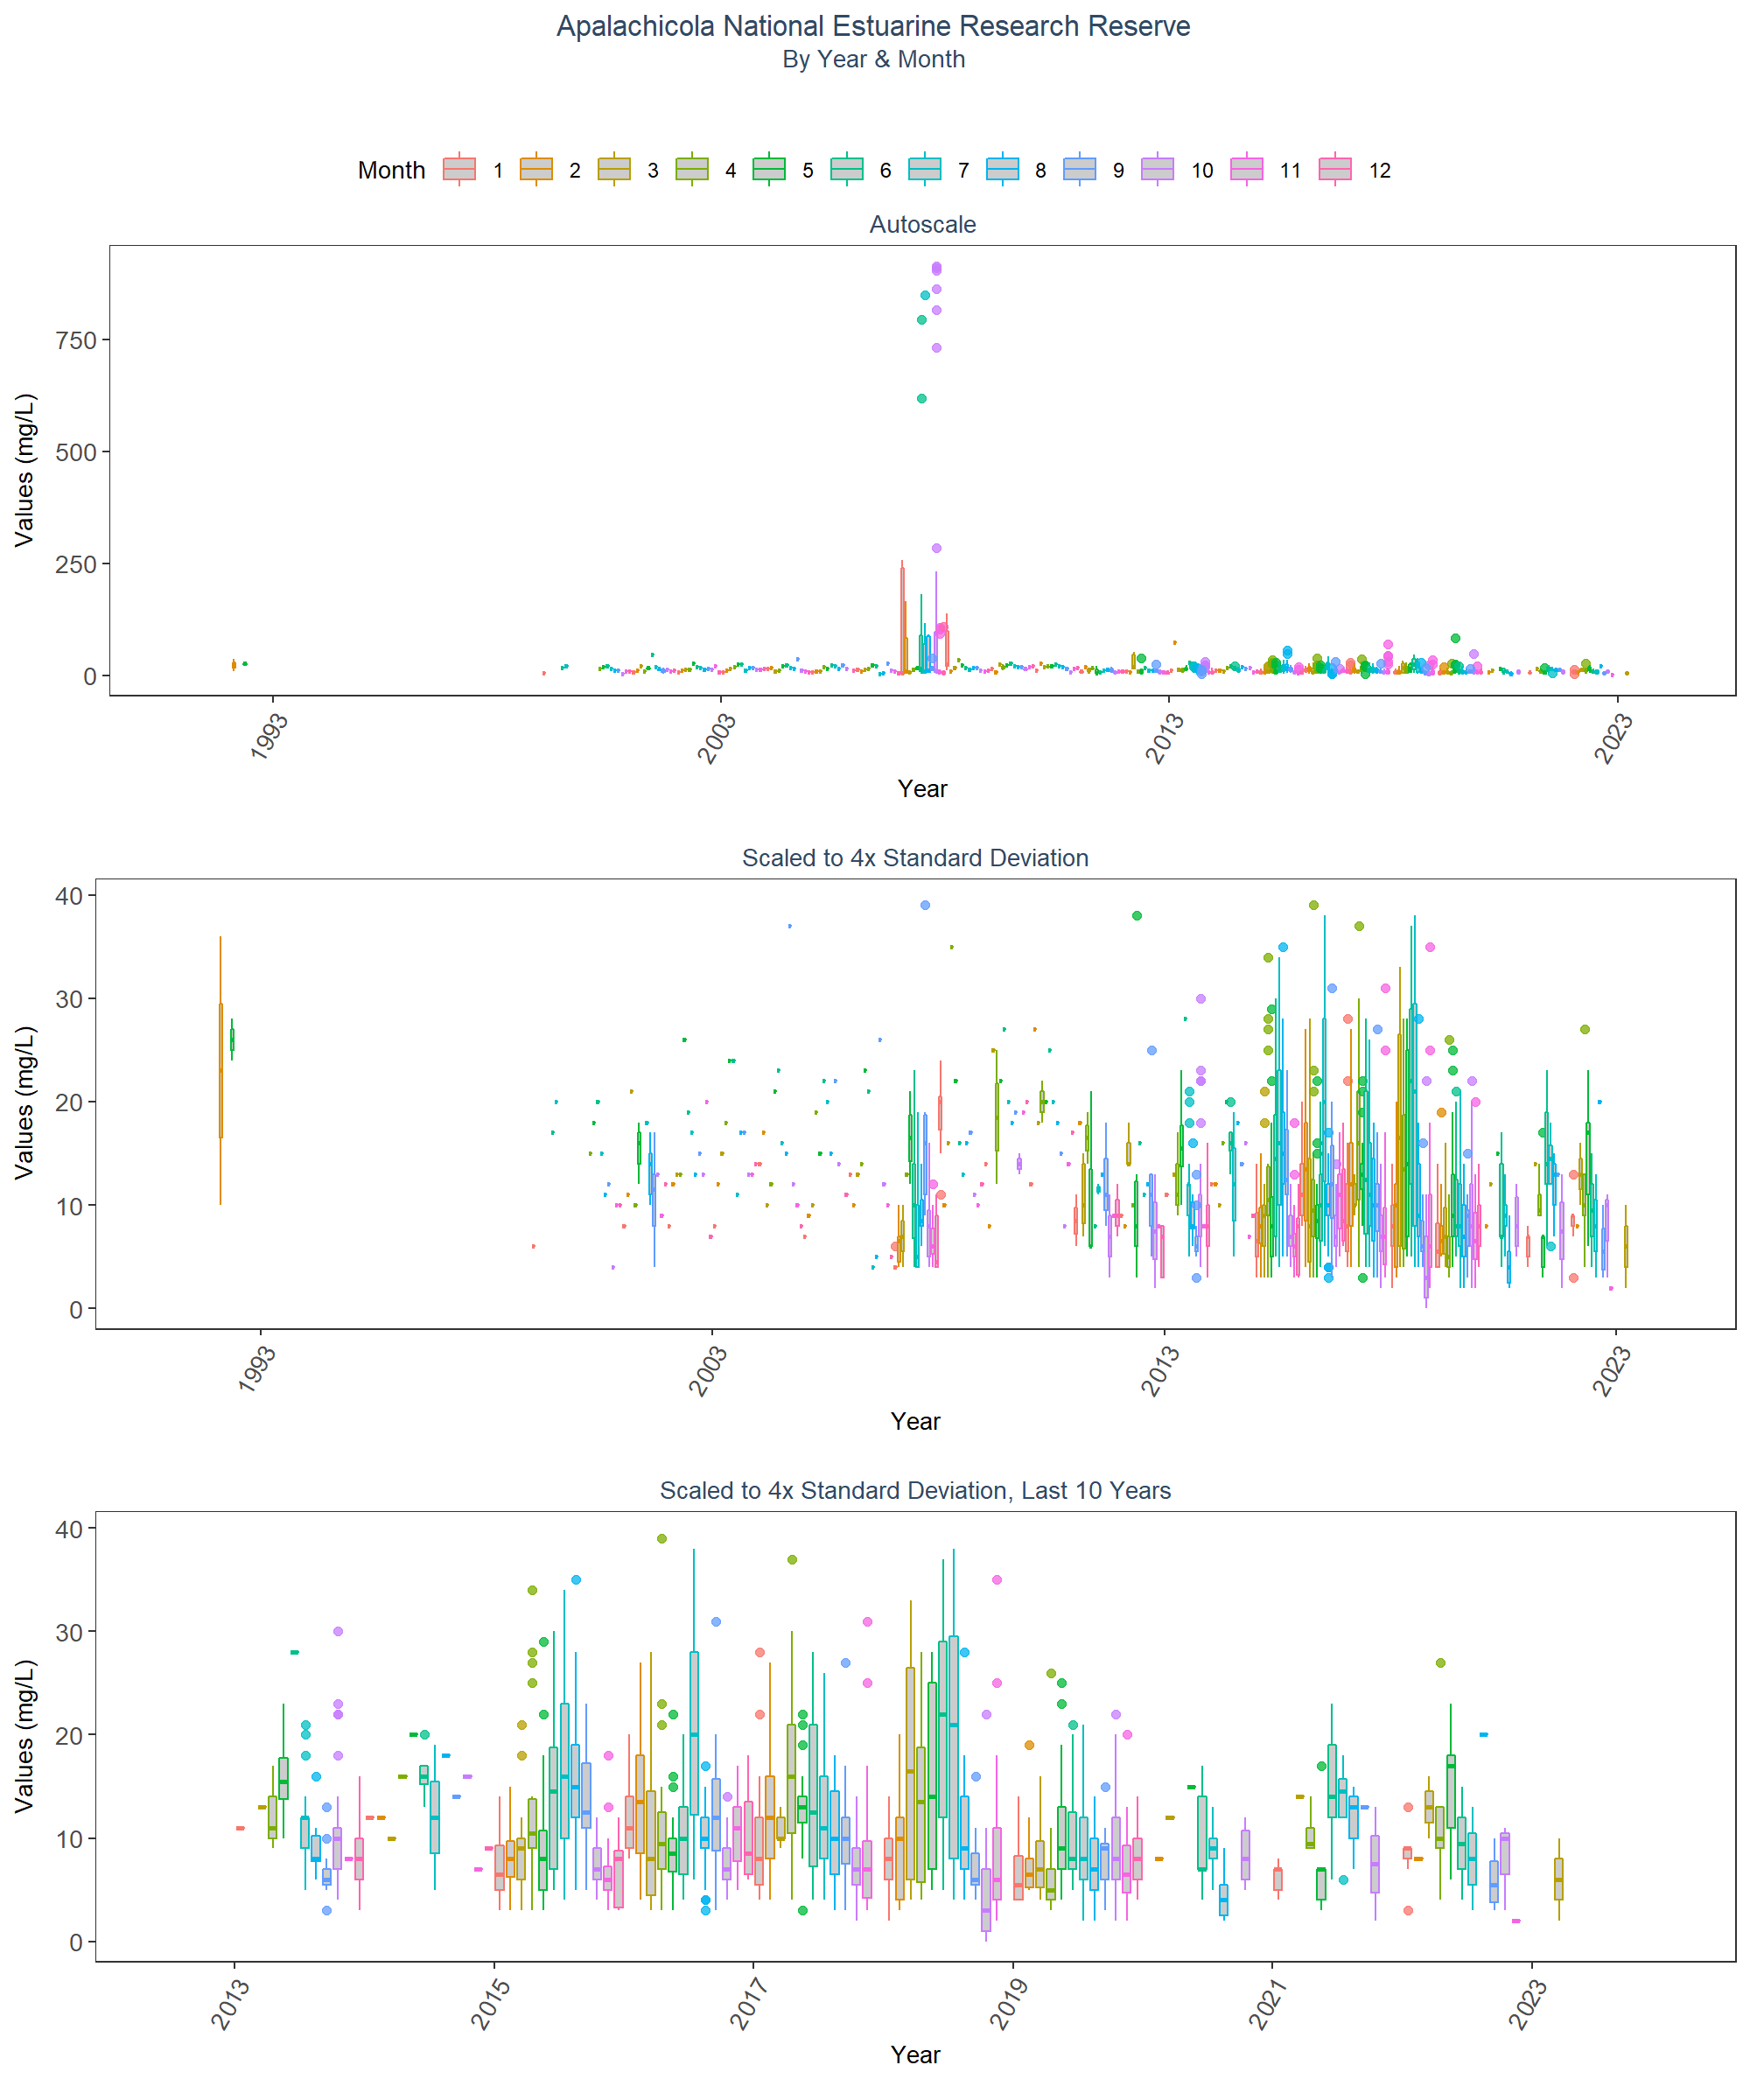 Apalachicola National Estuarine Research Reserve
By Year & Month
Month 1 2 3 4 5 6 7 8 9 10 11 12
Autoscale
Values (mg/L)
750
500
250
0
1993 2003 2013 2023
Year
Scaled to 4x Standard Deviation
Values (mg/L)
40
30
20
10
0
1993 2003 2013 2023
Year
Scaled to 4x Standard Deviation, Last 10 Years
Values (mg/L)
40
30
20
10
0
2013 2015 2017 2019 2021 2023
Year